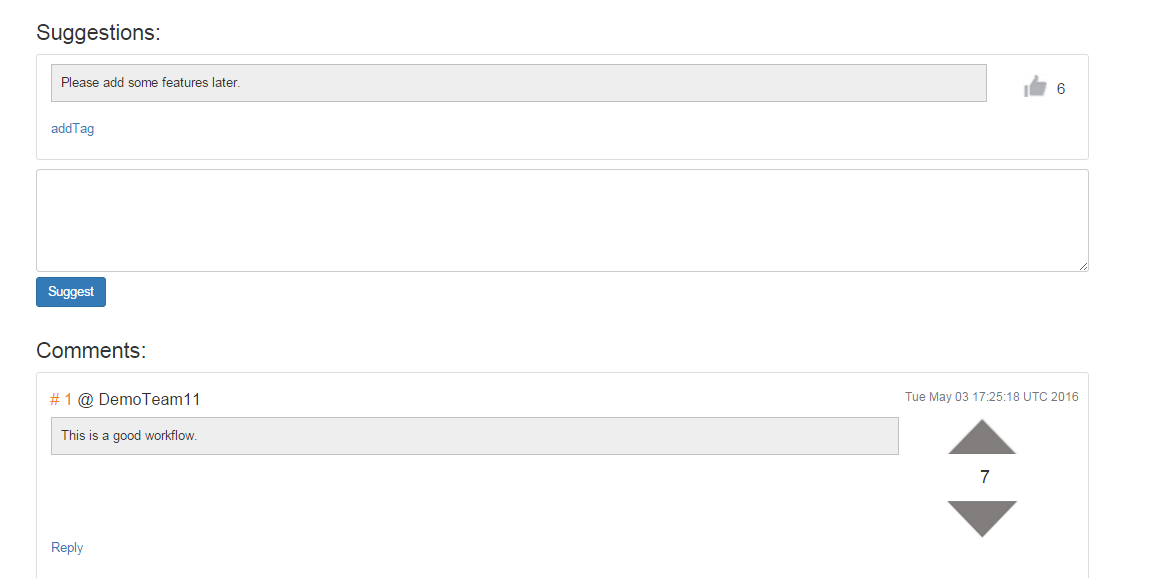 Suggestions:
Please add some features later.
6
addTag
Suggest
Comments:
# 1 @ DemoTeam11
Tue May 03 17:25:18 UTC 2016
This is a good workflow.
7
Reply